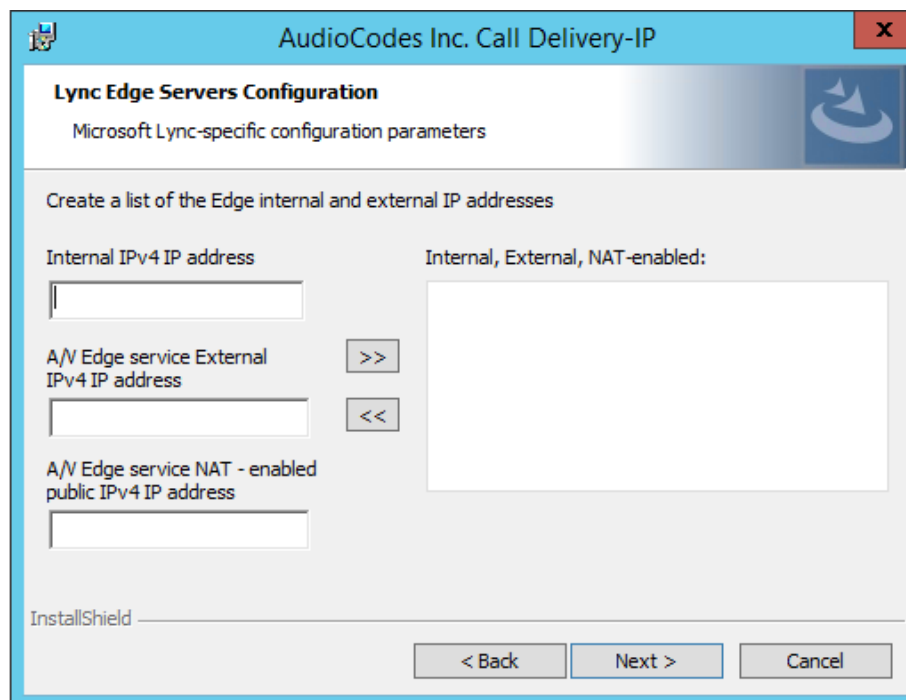 AudioCodes Inc. Call Delivery-IP
x
Lync Edge Servers Configuration
Microsoft Lync-specific configuration parameters
Create a list of the Edge internal and external IP addresses
Internal IPv4 IP address
Internal, External, NAT-enabled:
A/V Edge service External
IPv4 IP address
>>
<<
A/V Edge service NAT - enabled
public IPv4 IP address
InstallShield
< Back
Next >
Cancel